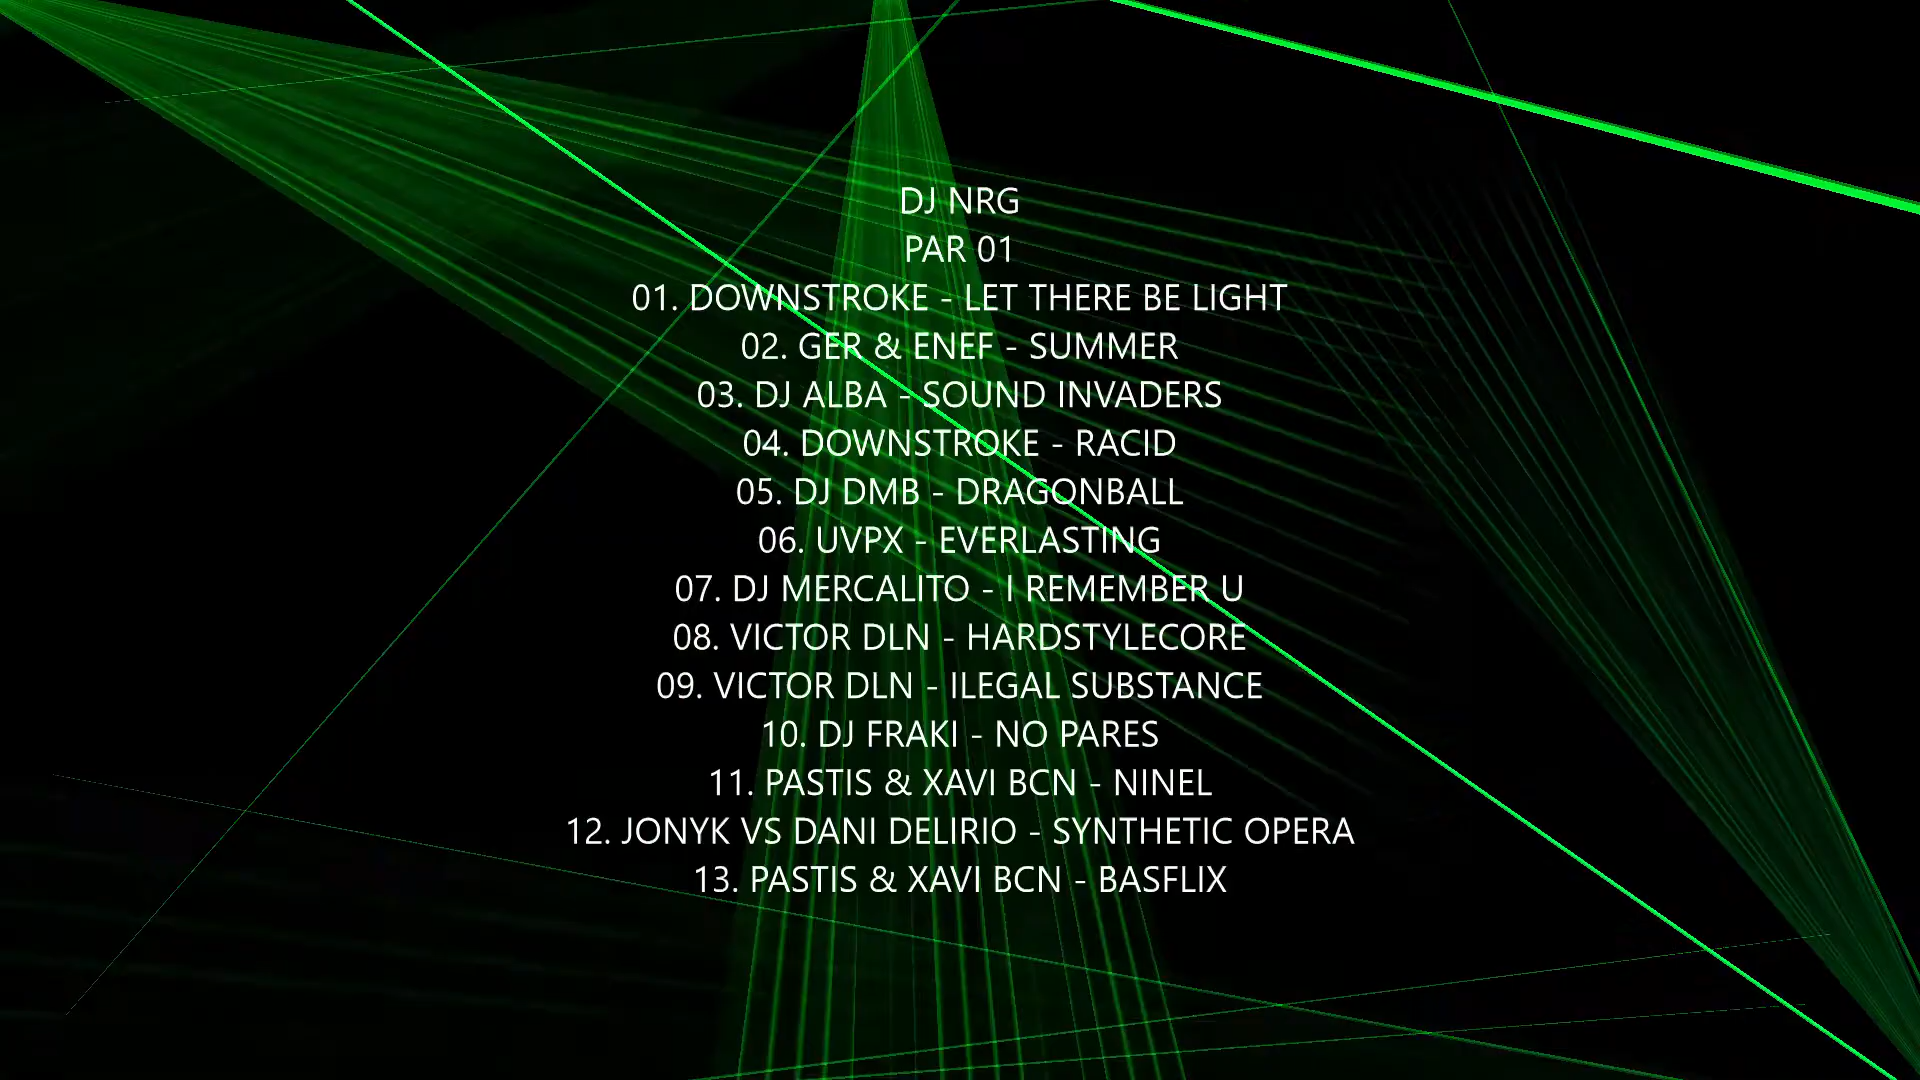 DJ NRG
PAR 01
01. DOWNSTROKE - LET THERE BE LIGHT
02. GER & ENEF - SUMMER
03. DJ ALBA - SOUND INVADERS
04. DOWNSTROKE - RACID
05. DJ DMB - DRAGONBALL
06. UVPX - EVERLASTING
07. DJ MERCALITO - I REMEMBER U
08. VICTOR DLN - HARDSTYLECORE
09. VICTOR DLN - ILEGAL SUBSTANCE
10. DJ FRAKI - NO PARES
11. PASTIS & XAVI BCN - NINEL
12. JONYK VS DANI DELIRIO - SYNTHETIC OPERA
13. PASTIS & XAVI BCN - BASFLIX